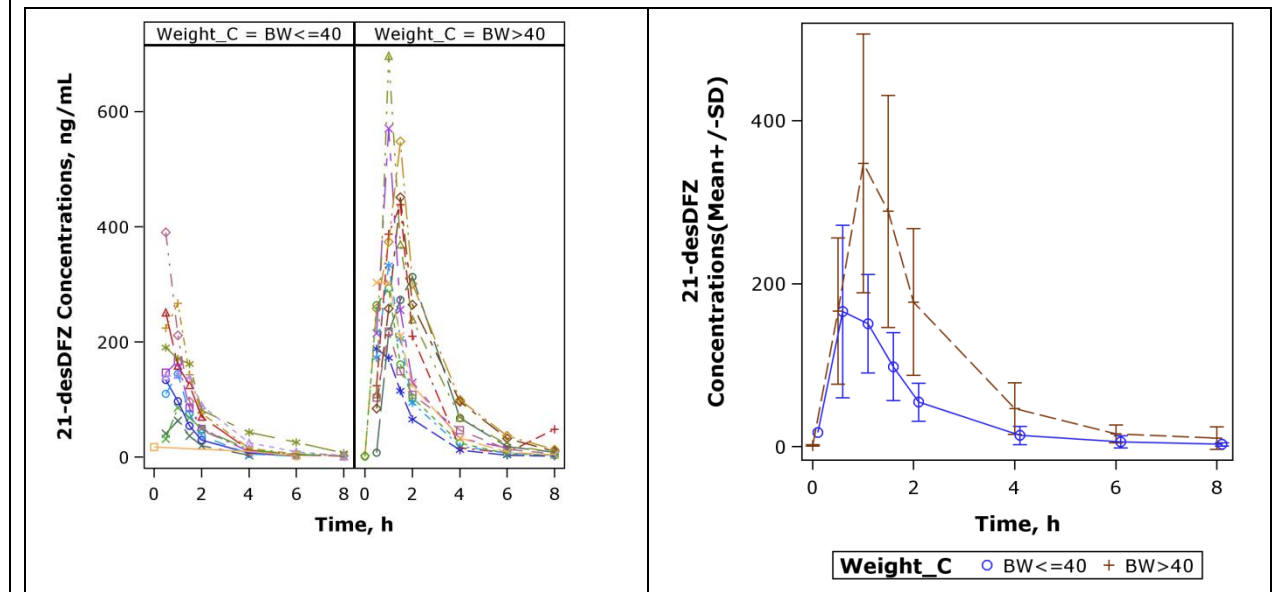 Weight_C = BW<=40 Weight_C = BW>40
21-desDFZ Concentrations, ng/mL
600
400
200
0
0 2 4 6 8 0 2 4 6 8
Time, h
21-desDFZ
Concentrations(Mean+/-SD)
400
200
0
0 2 4 6 8
Time, h
Weight_C BW<=40 BW>40